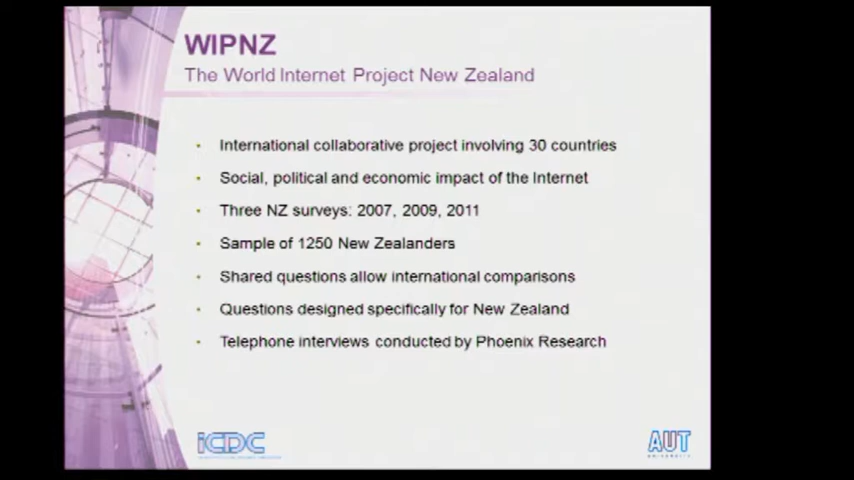 WIPNZ
The World Internet Project New Zealand
• International collaborative project involving 30 countries
• Social, political and economic impact of the Internet
• Three NZ surveys: 2007, 2009, 2011
• Sample of 1250 New Zealanders
• Shared questions allow international comparisons
• Questions designed specifically for New Zealand
• Telephone interviews conducted by Phoenix Research
iCDC
AUT
UNIVERSITY